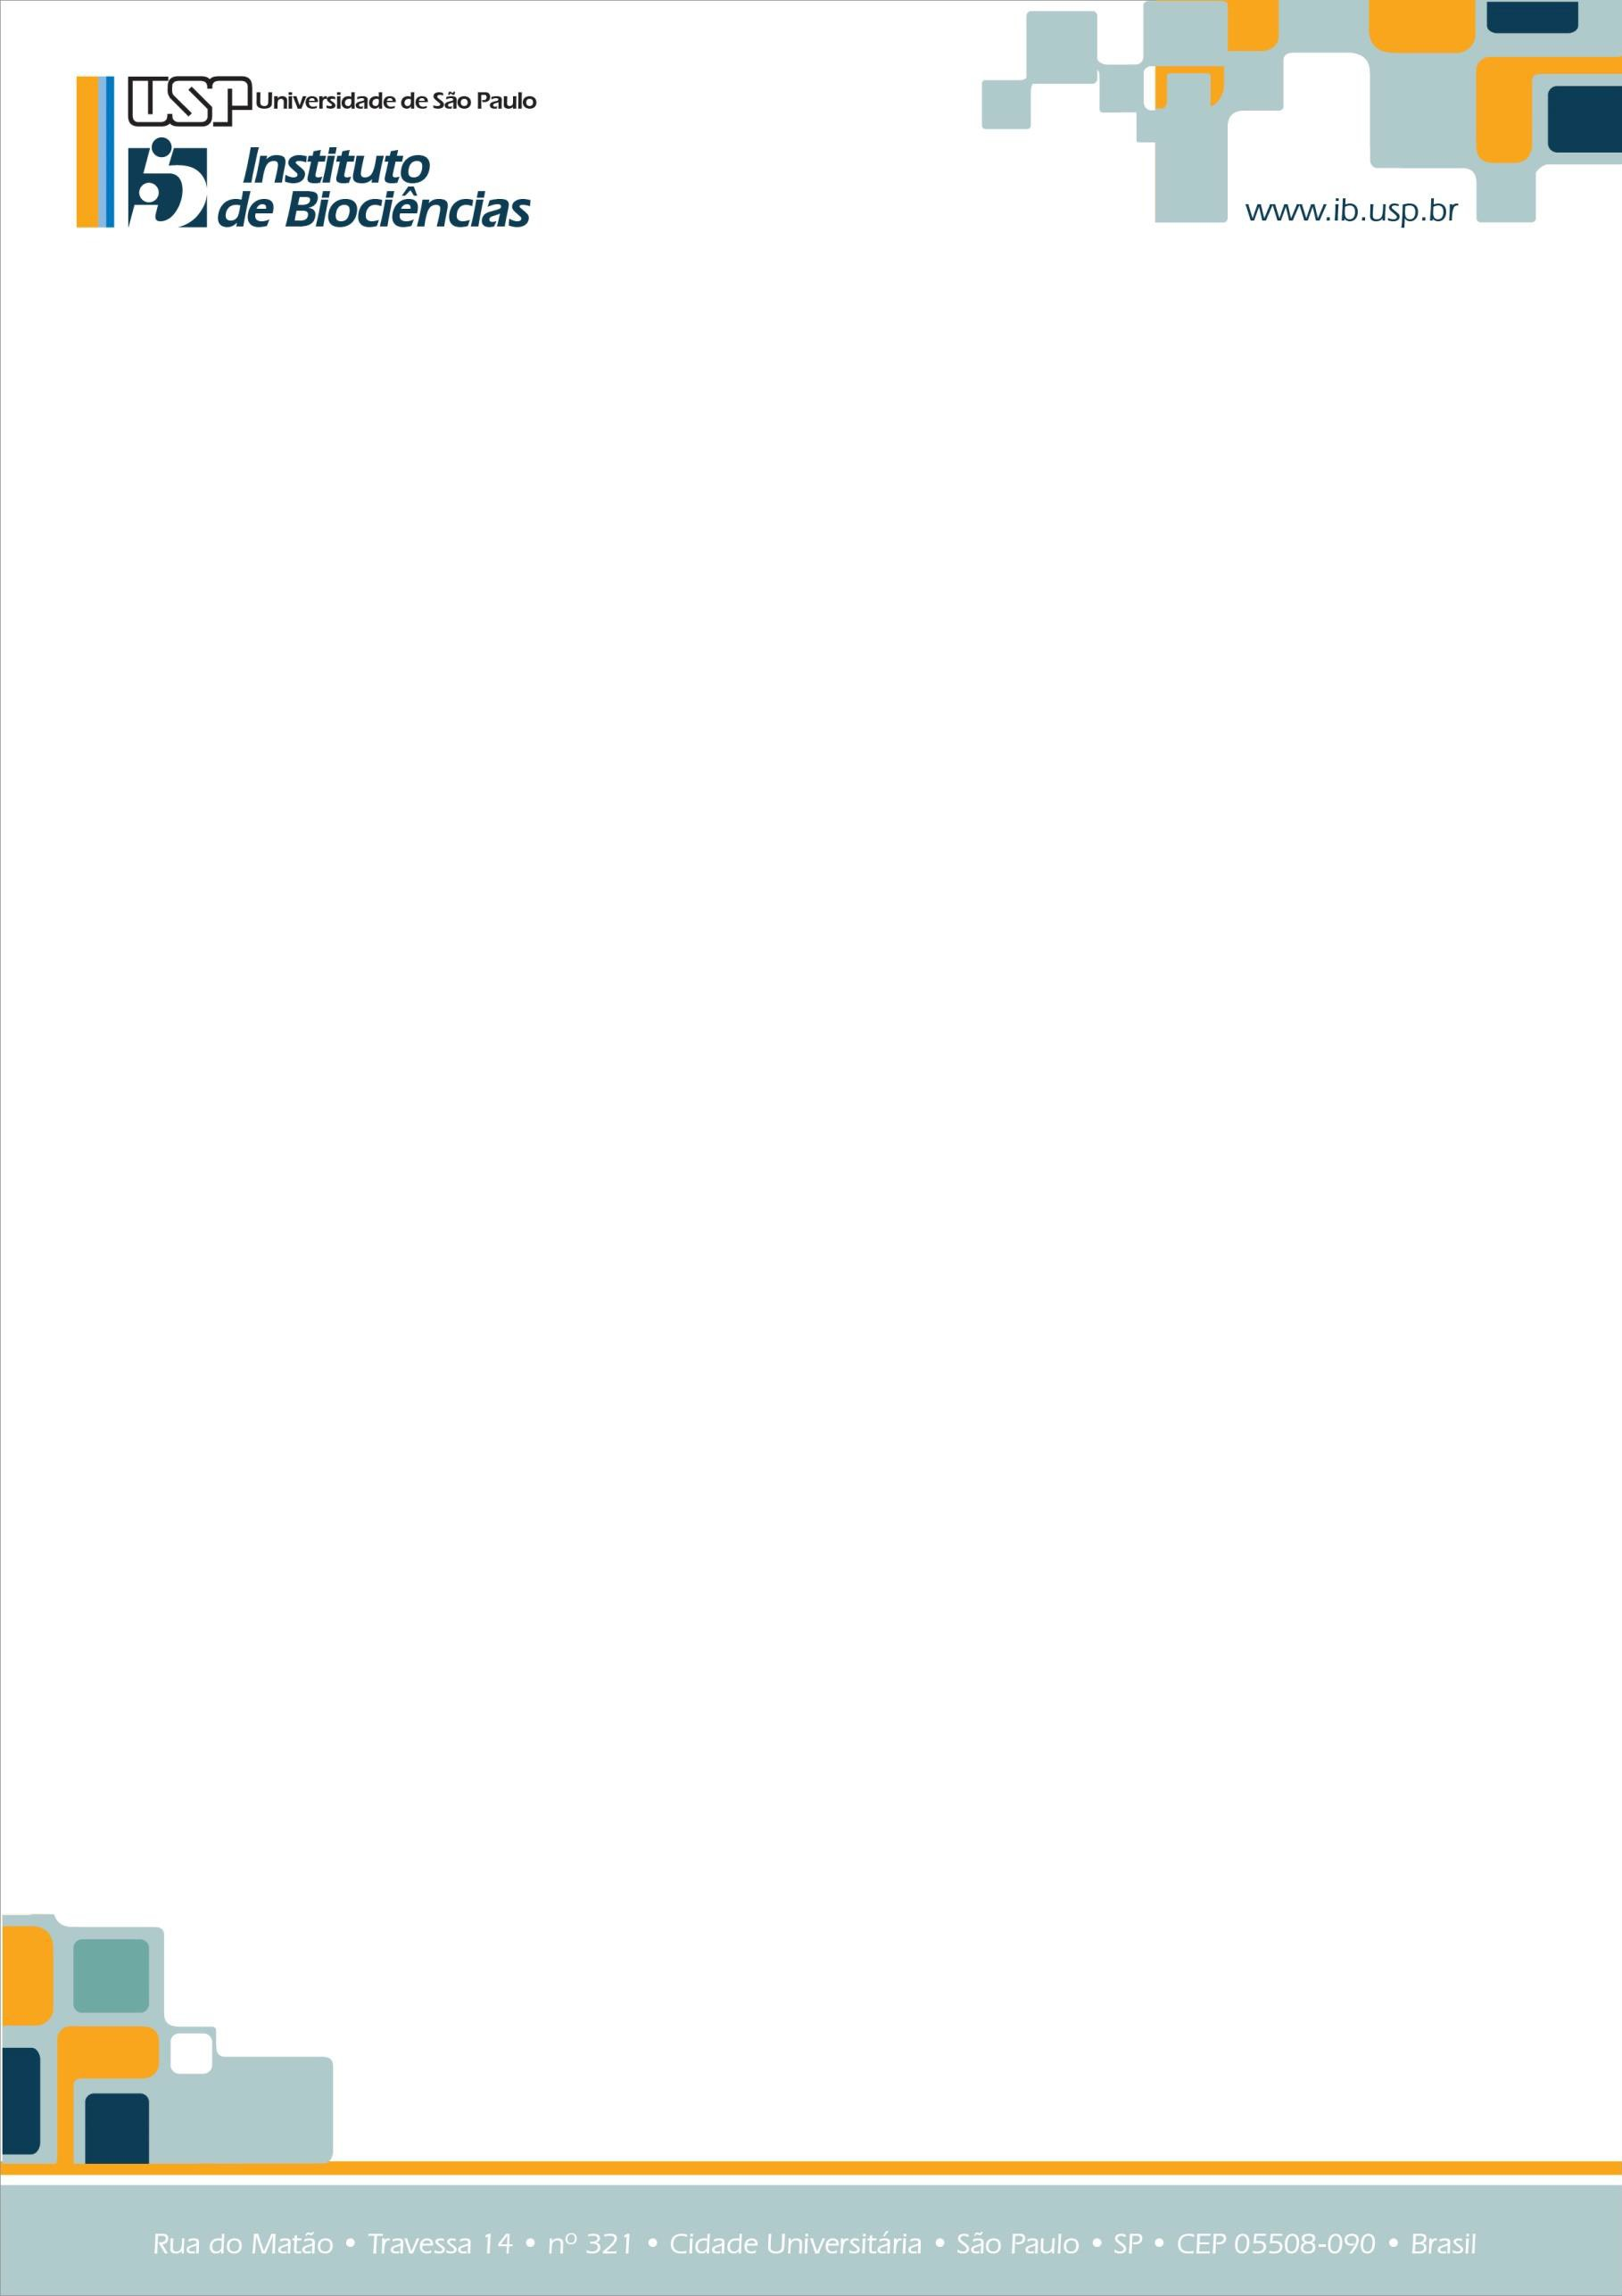 USP Universidade de São Paulo
Instituto
de Biociências
www.ib.usp.br
Rua do Matão • Travessa 14 • nº 321 • Cidade Universitária • São Paulo • SP • CEP 05508-090 • Brasil